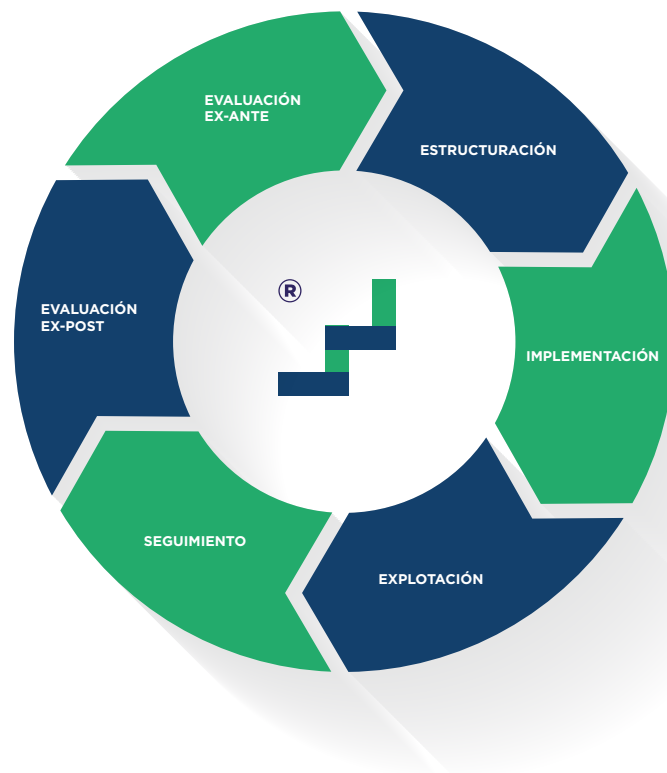 EVALUACIÓN
EX-ANTE
ESTRUCTURACIÓN
IMPLEMENTACIÓN
EXPLOTACIÓN
SEGUIMIENTO
EVALUACIÓN
EX-POST
®